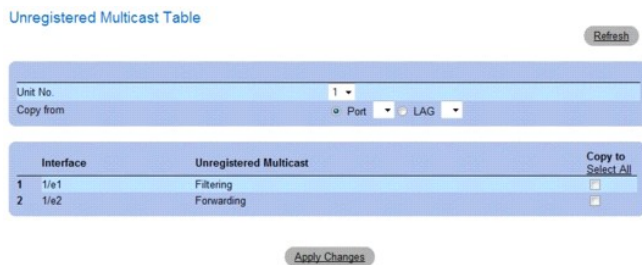 Unregistered Multicast Table
Refresh
Unit No. 1
Copy from Port LAG
Interface Unregistered Multicast Copy to
Select All
1 1/e1 Filtering
2 1/e2 Forwarding
Apply Changes